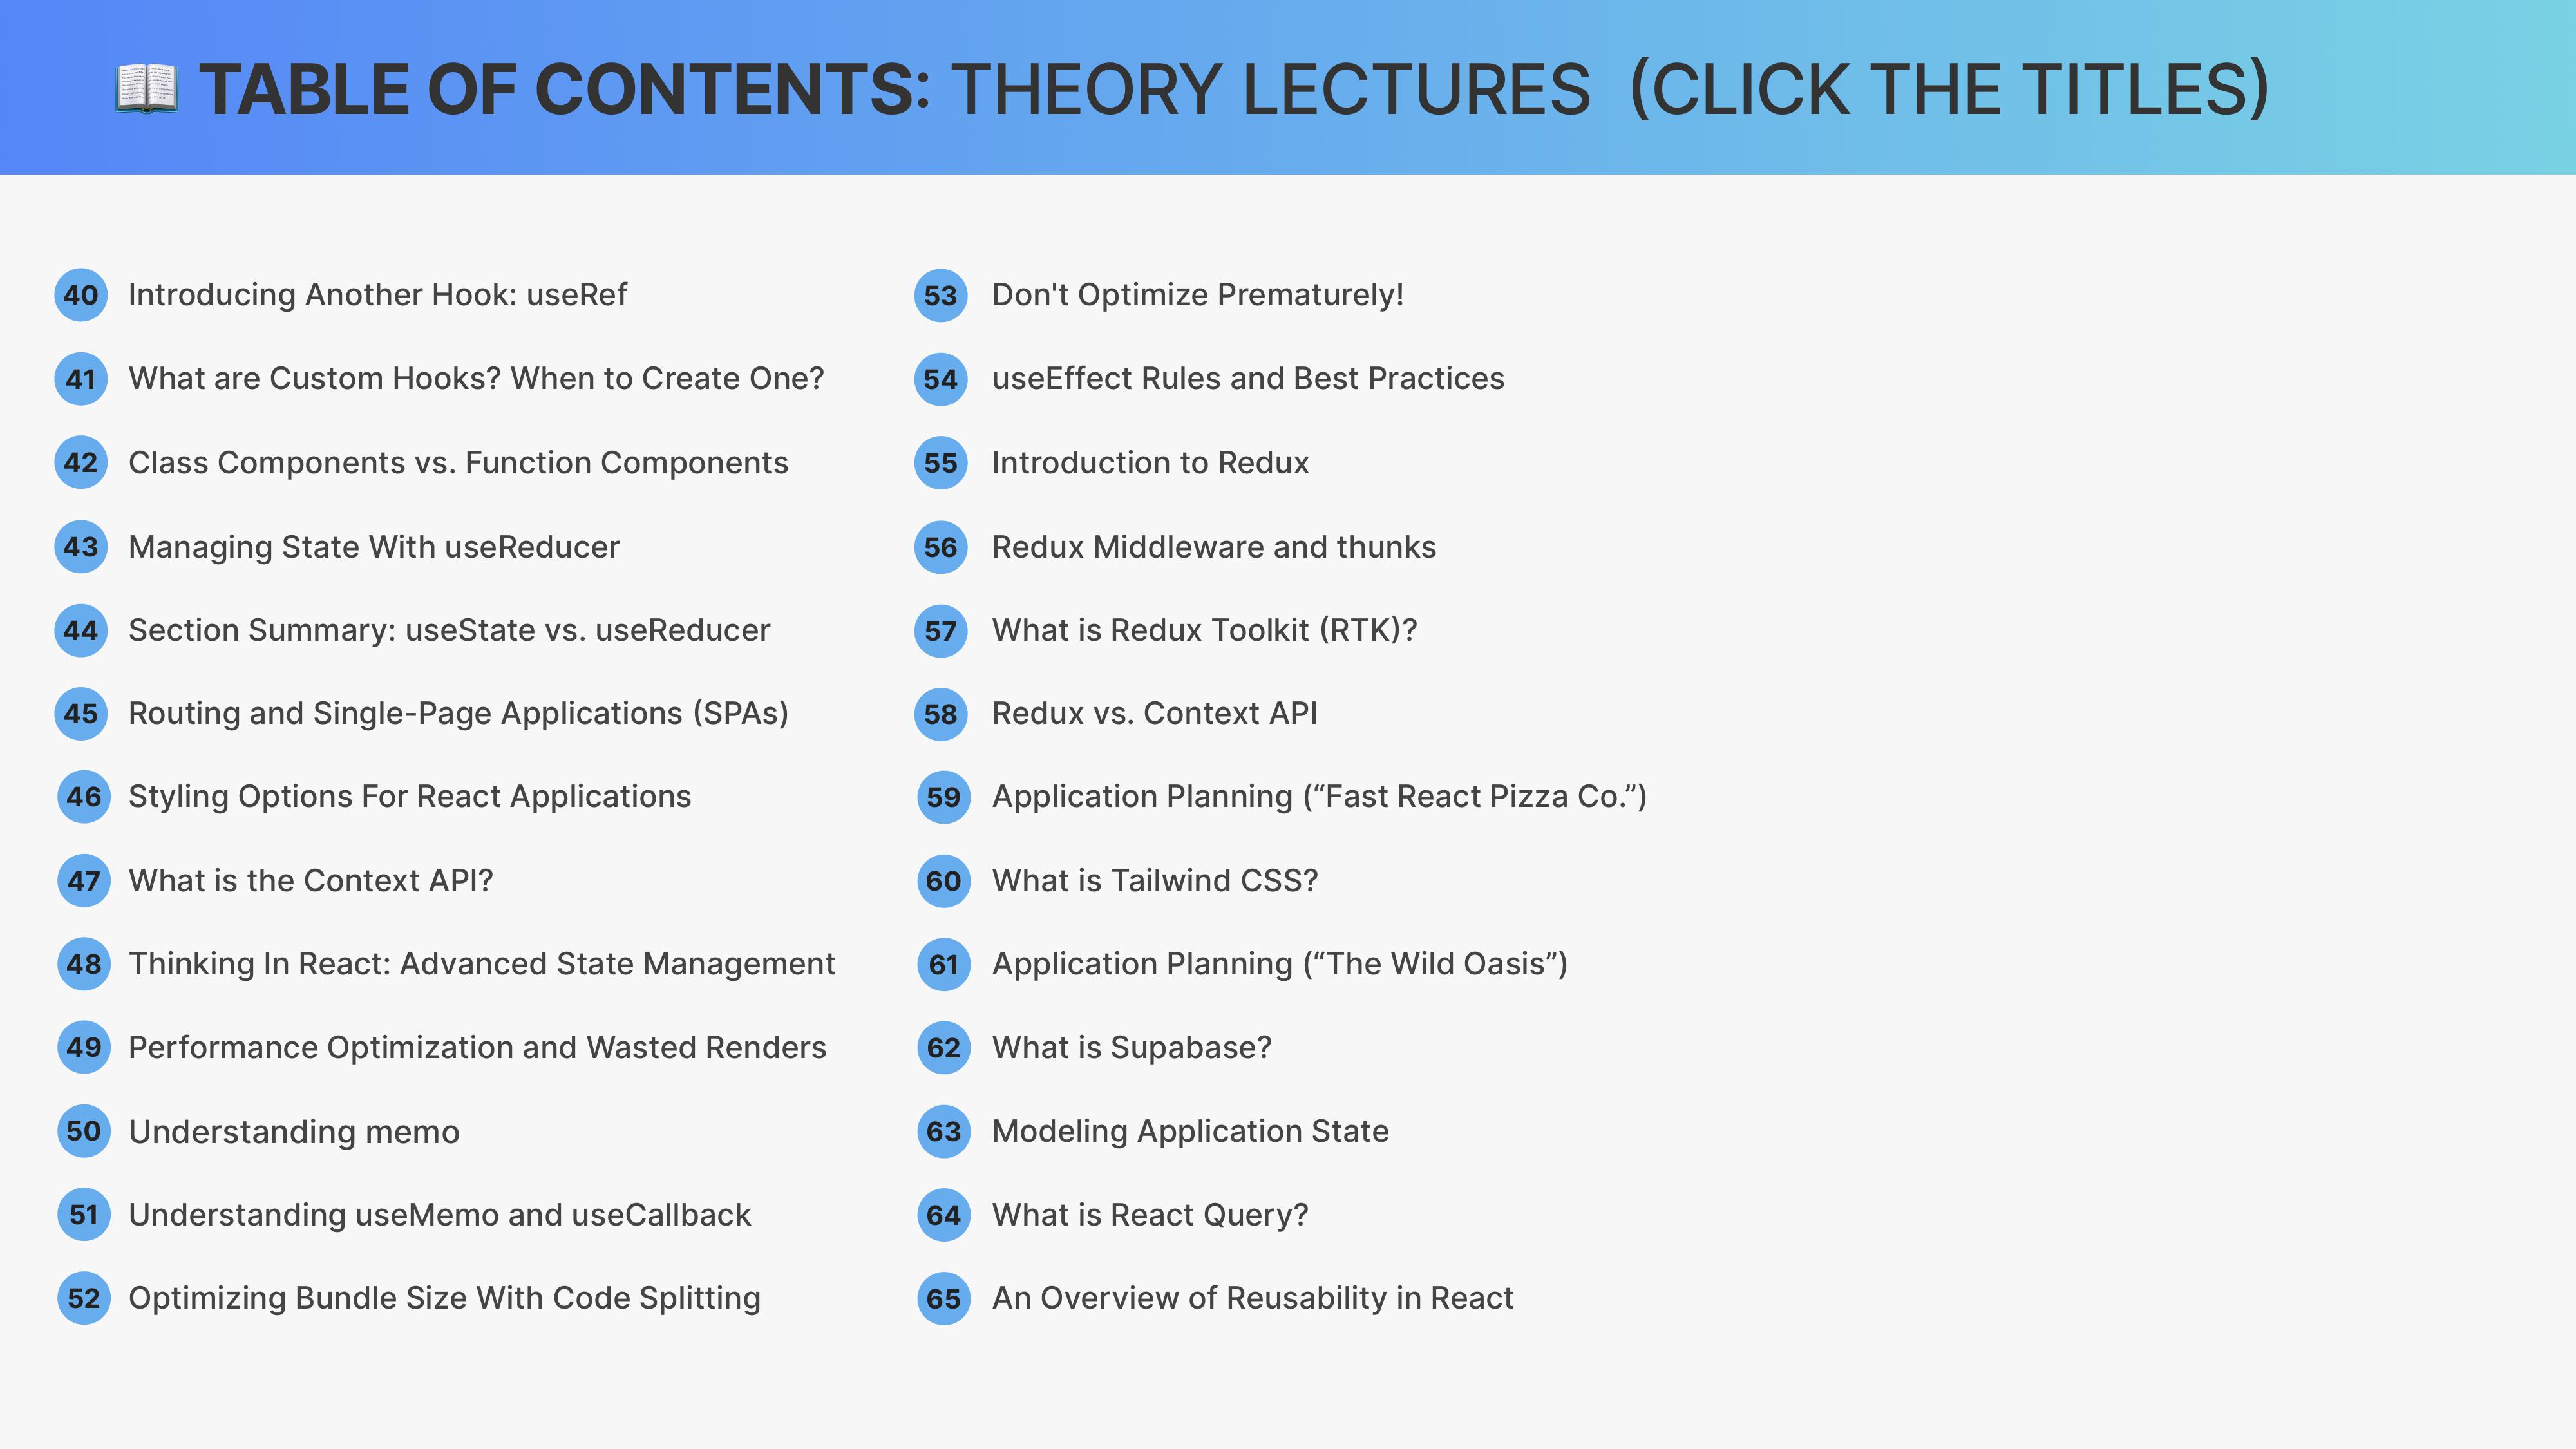 📖 TABLE OF CONTENTS: THEORY LECTURES (CLICK THE TITLES)
40 Introducing Another Hook: useRef
41 What are Custom Hooks? When to Create One?
42 Class Components vs. Function Components
43 Managing State With useReducer
44 Section Summary: useState vs. useReducer
45 Routing and Single-Page Applications (SPAs)
46 Styling Options For React Applications
47 What is the Context API?
48 Thinking In React: Advanced State Management
49 Performance Optimization and Wasted Renders
50 Understanding memo
51 Understanding useMemo and useCallback
52 Optimizing Bundle Size With Code Splitting
53 Don't Optimize Prematurely!
54 useEffect Rules and Best Practices
55 Introduction to Redux
56 Redux Middleware and thunks
57 What is Redux Toolkit (RTK)?
58 Redux vs. Context API
59 Application Planning (“Fast React Pizza Co.”)
60 What is Tailwind CSS?
61 Application Planning (“The Wild Oasis”)
62 What is Supabase?
63 Modeling Application State
64 What is React Query?
65 An Overview of Reusability in React